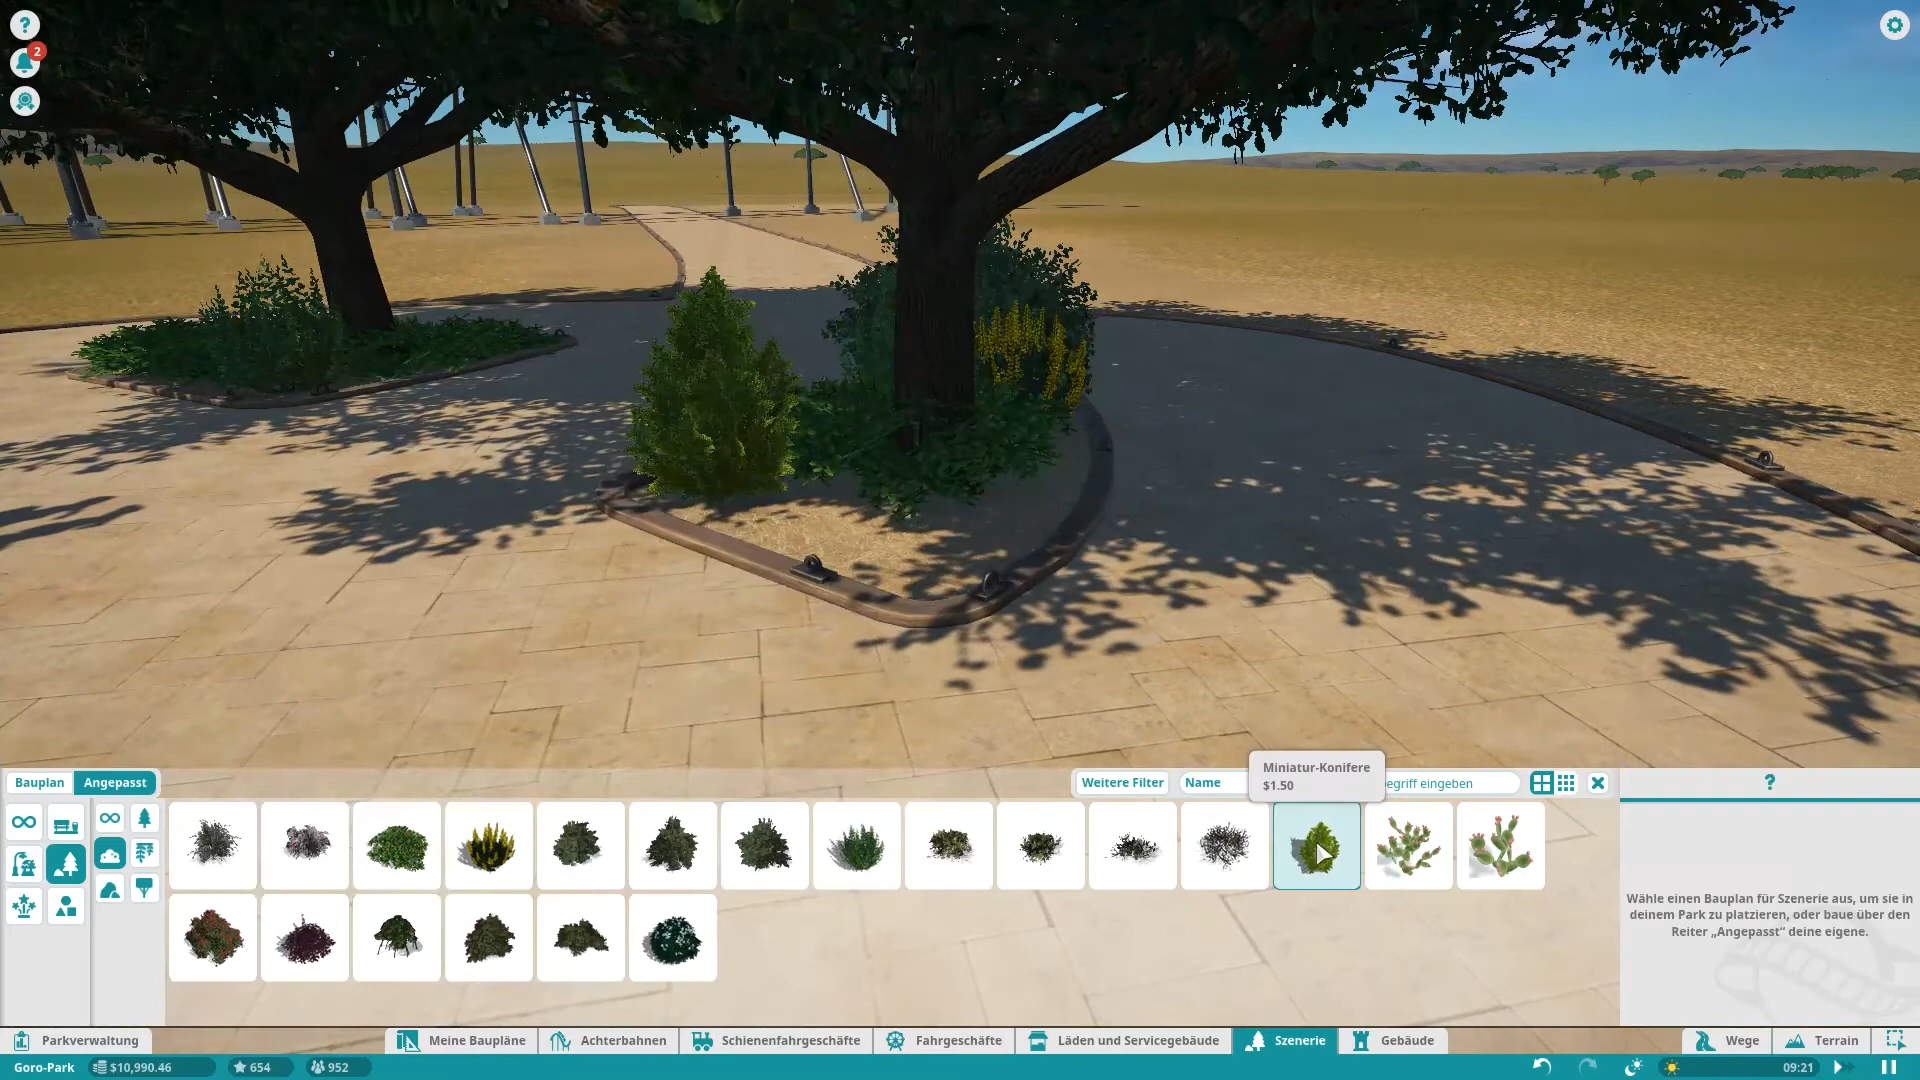 ?
2
Bauplan
Angepasst
Weitere Filter
Name
Miniatur-Konifere
$1.50
egriff eingeben
?
Wähle einen Bauplan für Szenerie aus, um sie in
deinem Park zu platzieren, oder baue über den
Reiter „Angepasst“ deine eigene.
Parkverwaltung
Meine Baupläne
Achterbahnen
Schienenfahrgeschäfte
Fahrgeschäfte
Läden und Servicegebäude
Szenerie
Gebäude
Wege
Terrain
Goro-Park
$10,990.46
654
952
09:21